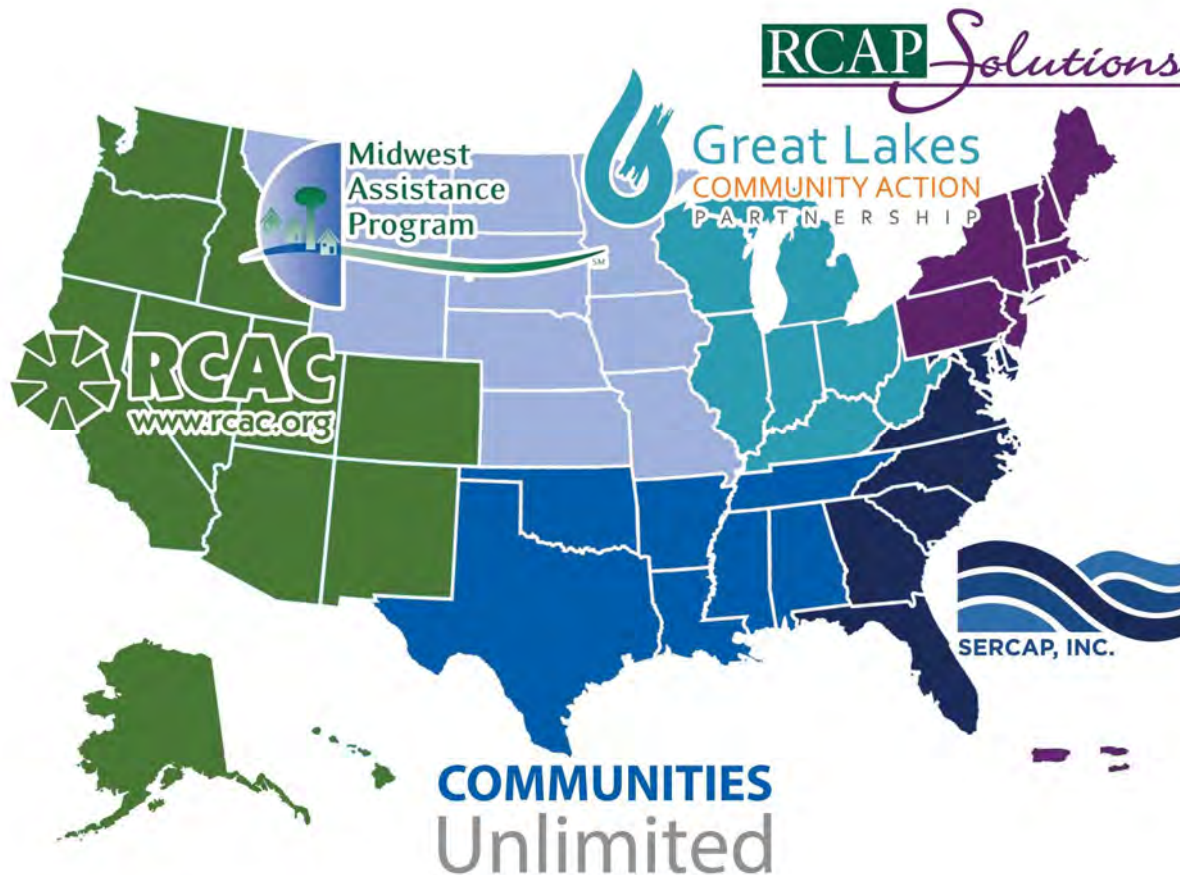 RCAP Solutions
Great Lakes
COMMUNITY ACTION
PARTNERSHIP
Midwest
Assistance
Program
SM
RCAC
www.rcac.org
SERCAP, INC.
COMMUNITIES
Unlimited